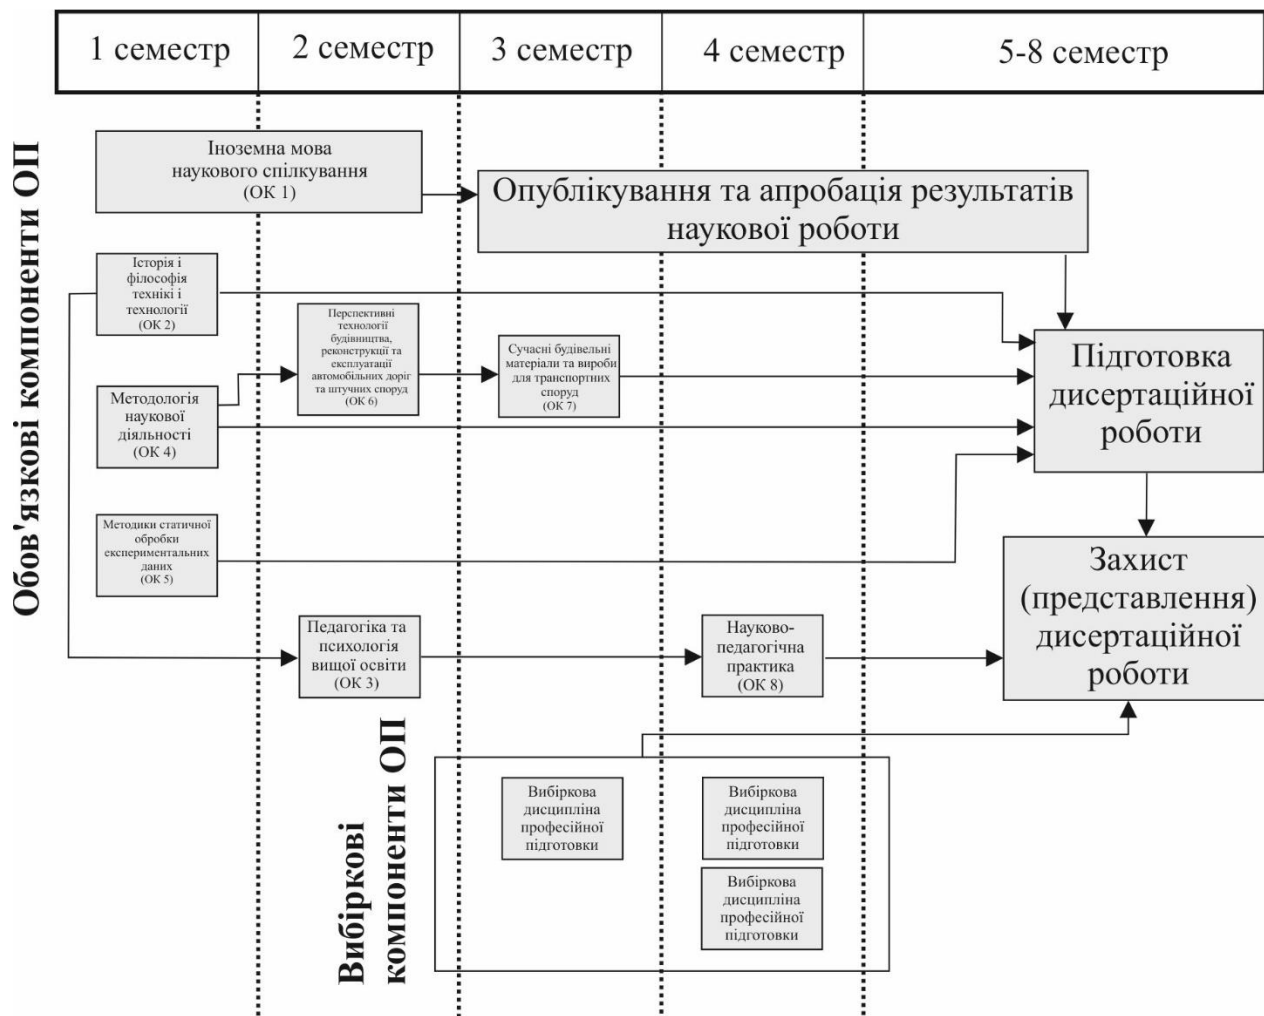 1 семестр
2 семестр
3 семестр
4 семестр
5-8 семестр
Обов'язкові компоненти ОП
Іноземна мова
наукового спілкування
(ОК 1)
Опублікування та апробація результатів
наукової роботи
Історія і
філософія
технікі і
технології
(ОК 2)
Перспективні
технології
будівництва,
реконструкції та
експлуатації
автомобільних доріг
та штучних споруд
(ОК 6)
Сучасні будівельні
матеріали та вироби
для транспортних
споруд
(ОК 7)
Підготовка
дисертаційної
роботи
Методологія
наукової
діяльності
(ОК 4)
Методики статичної
обробки
експериментальних
даних
(ОК 5)
Захист
(представлення)
дисертаційної
роботи
Педагогіка та
психологія
вищої освіти
(ОК 3)
Науково-
педагогічна
практика
(ОК 8)
Вибіркові
компоненти ОП
Вибіркова
дисципліна
професійної
підготовки
Вибіркова
дисципліна
професійної
підготовки
Вибіркова
дисципліна
професійної
підготовки